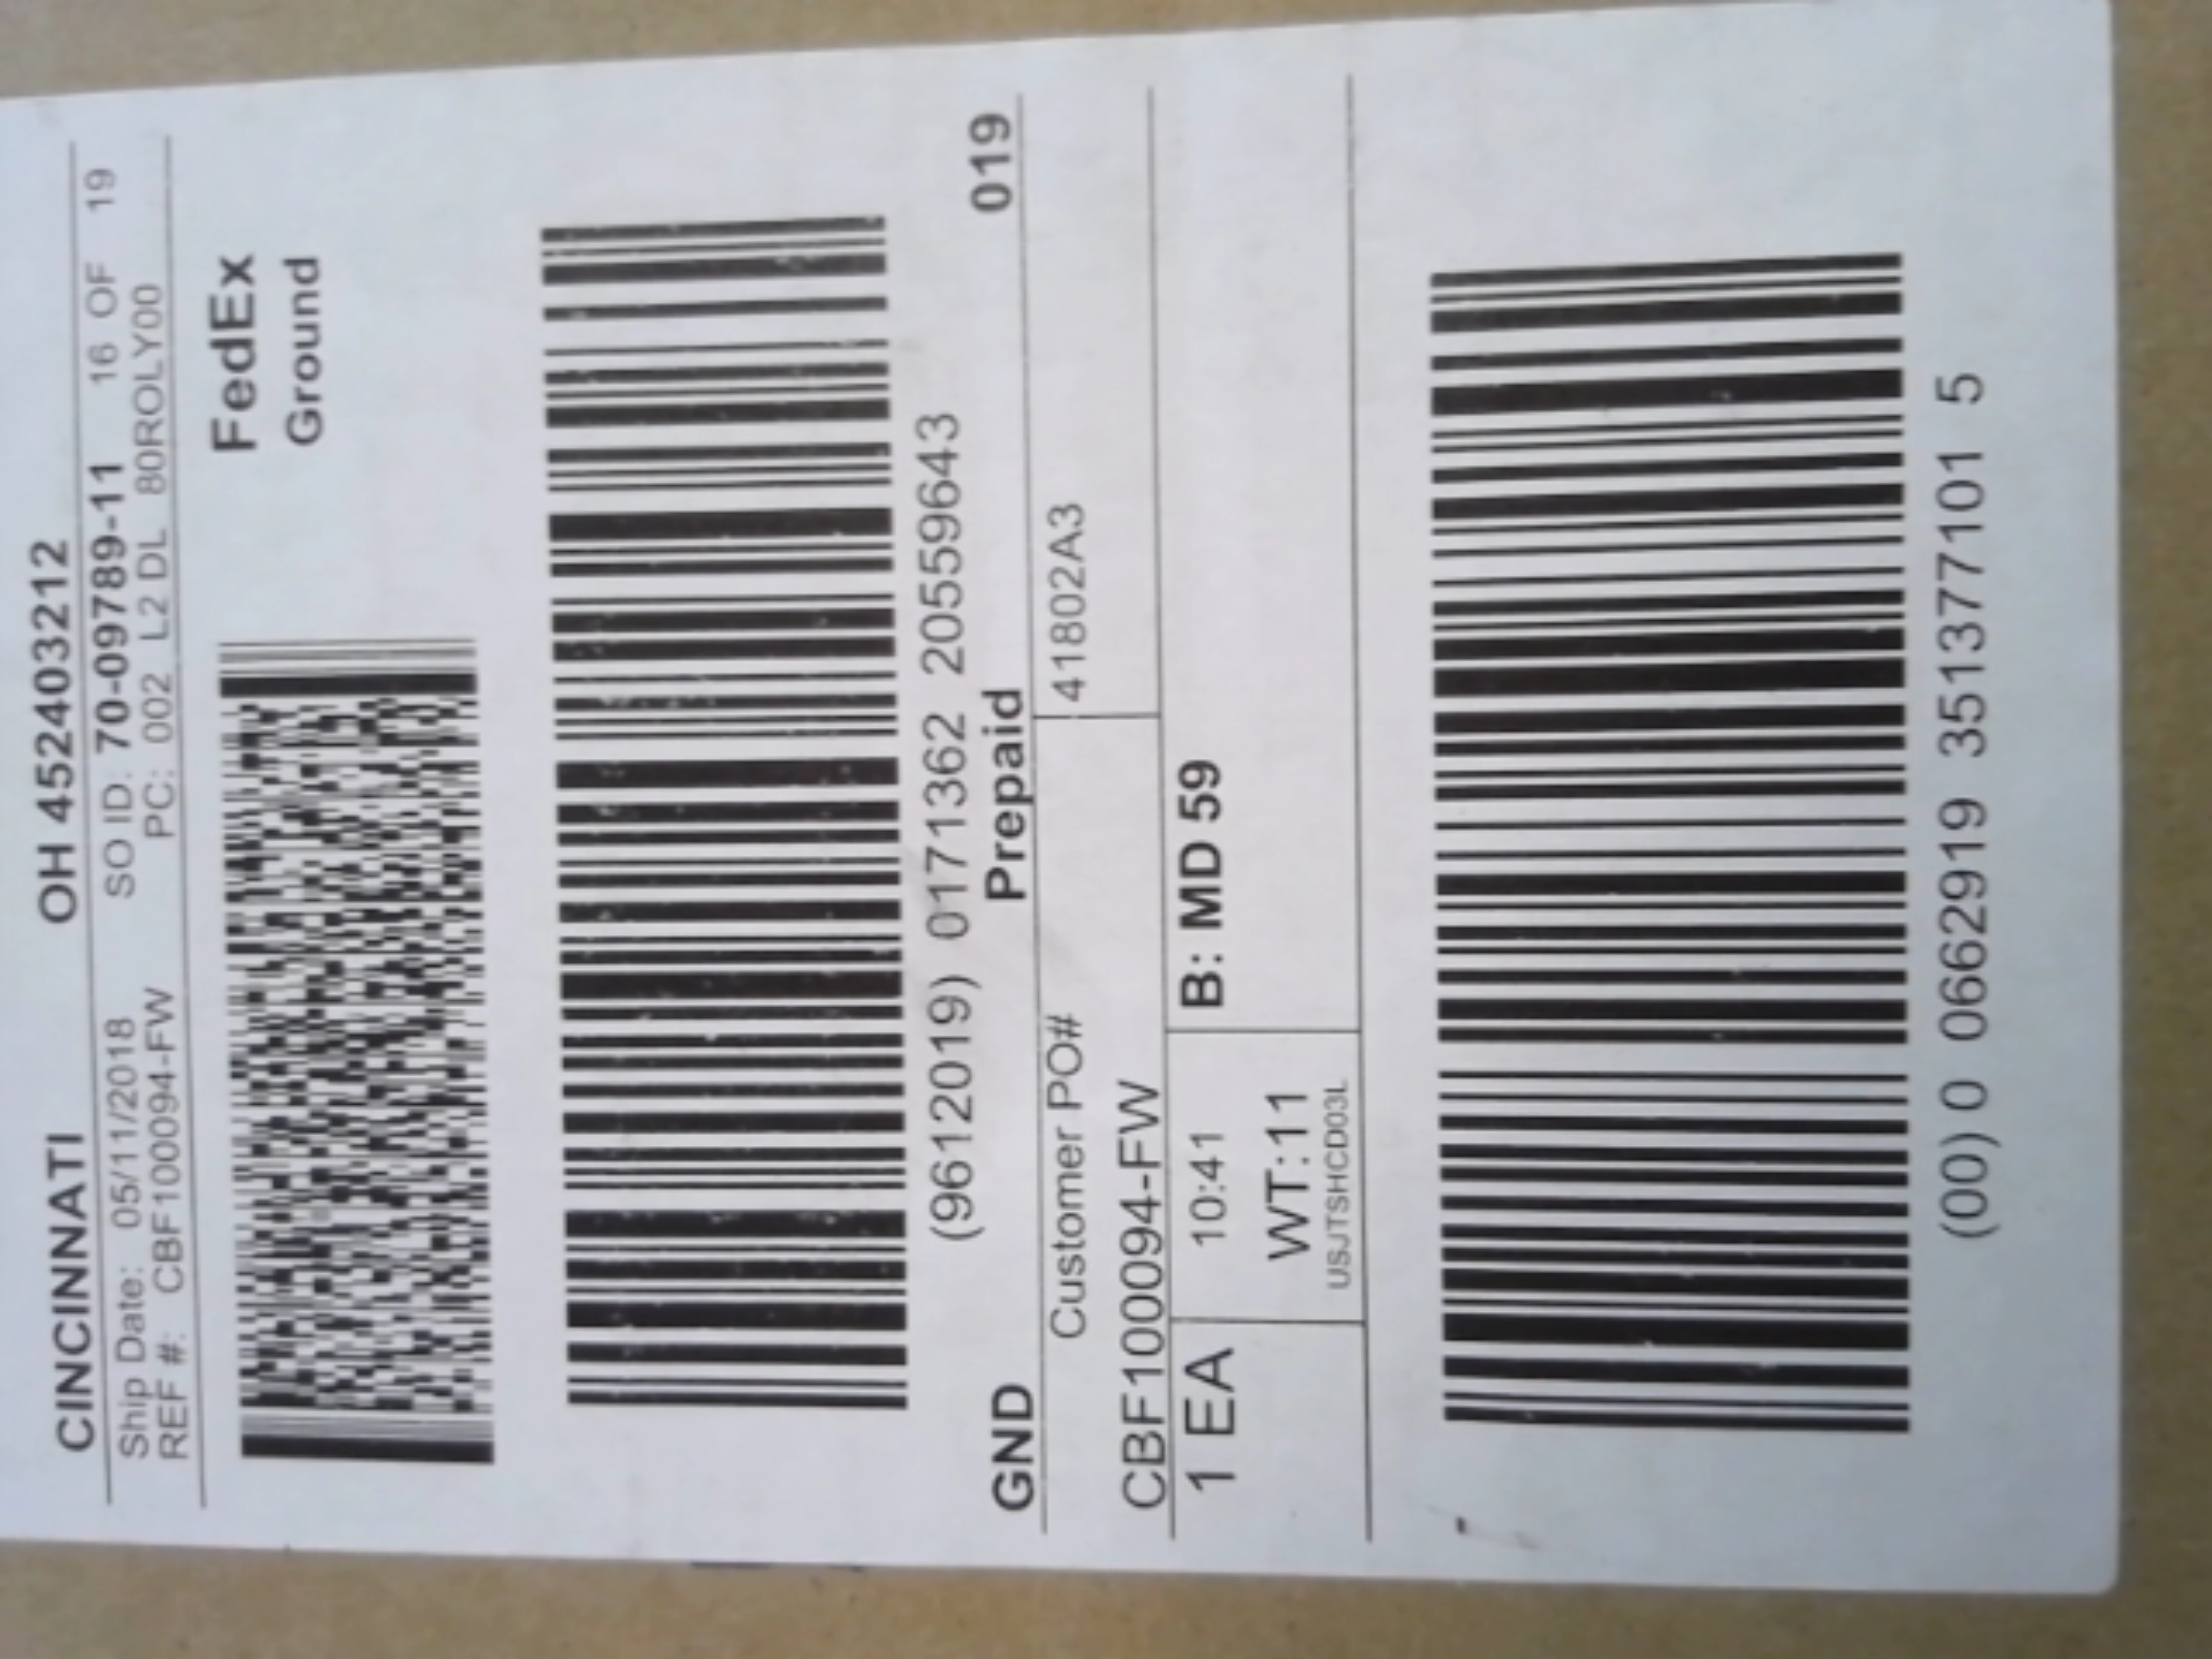 CINCINNATI OH 452403212
Ship Date: 05/11/2018 SO ID: 70-09789-11 16 OF 19
REF #: CBF100094-FW PC: 002 L2 DL 80ROLY00
FedEx
Ground
(9612019) 0171362 20559643
GND Prepaid 019
Customer PO# 41802A3
CBF100094-FW
1 EA 10:41 B: MD 59
WT:11
USJTSHCD03L
(00) 0 0662919 351377101 5